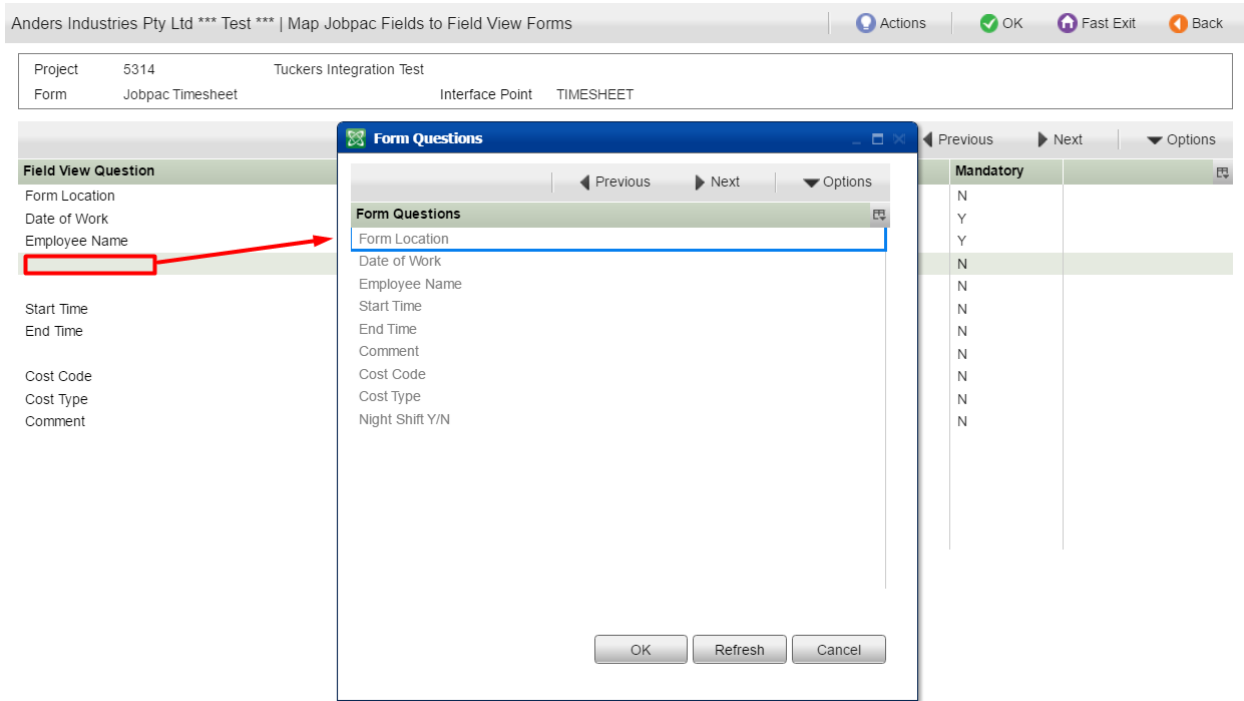 Anders Industries Pty Ltd *** Test *** | Map Jobpac Fields to Field View Forms Actions OK Fast Exit Back
Project 5314 Tuckers Integration Test
Form Jobpac Timesheet Interface Point TIMESHEET
Form Questions
Previous Next Options
Field View Question Mandatory
Form Location N
Date of Work Y
Employee Name Y
N
N
Start Time N
End Time N
N
Cost Code N
Cost Type N
Comment N
Previous Next Options
Form Questions
Form Location
Date of Work
Employee Name
Start Time
End Time
Comment
Cost Code
Cost Type
Night Shift Y/N
OK Refresh Cancel